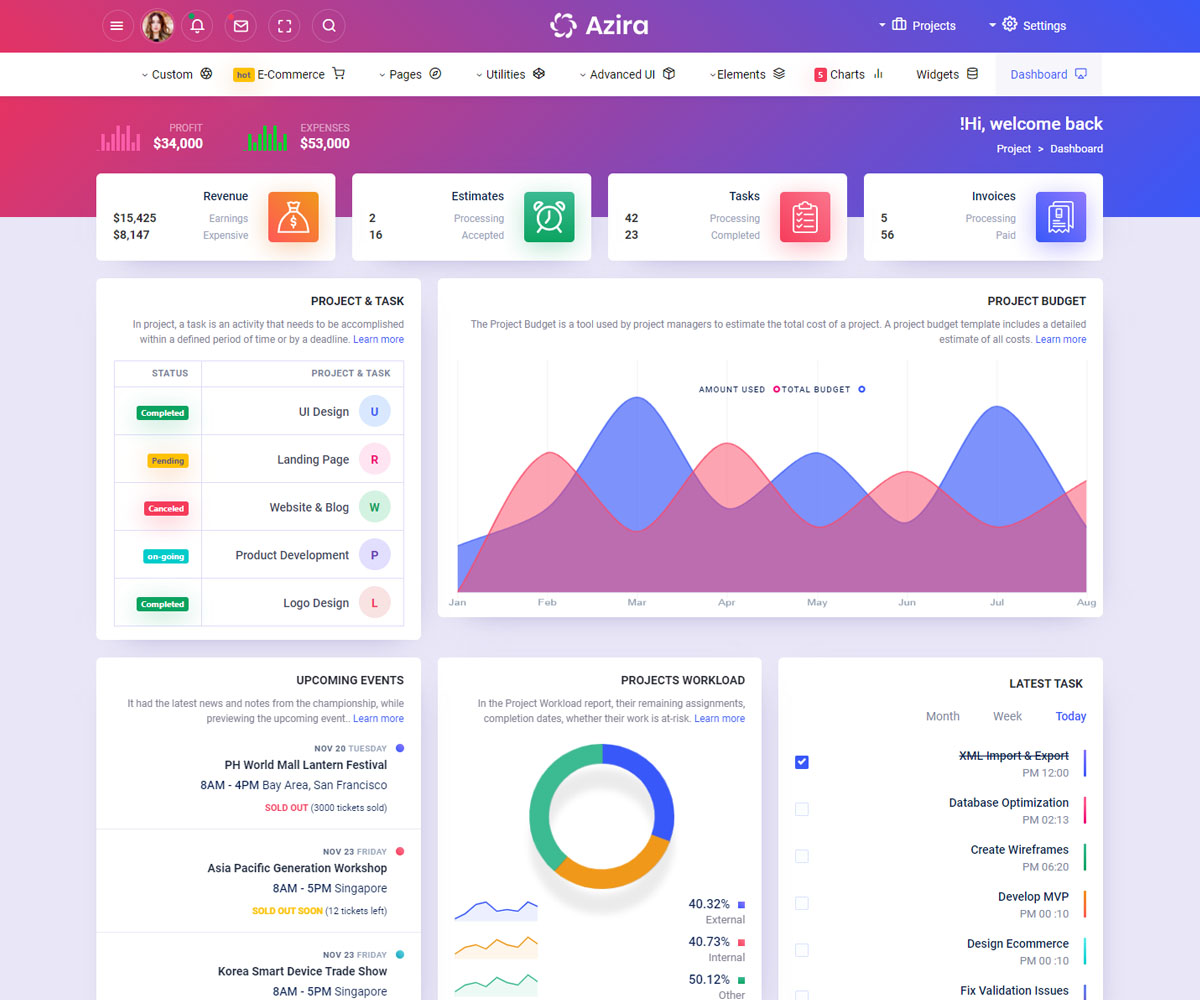 Azira
Projects
Settings
Custom
hot E-Commerce
Pages
Utilities
Advanced UI
Elements
5 Charts
Widgets
Dashboard
PROFIT
$34,000
EXPENSES
$53,000
!Hi, welcome back
Project > Dashboard
Revenue
$15,425 Earnings
$8,147 Expensive
Estimates
2 Processing
16 Accepted
Tasks
42 Processing
23 Completed
Invoices
5 Processing
56 Paid
PROJECT & TASK
In project, a task is an activity that needs to be accomplished
within a defined period of time or by a deadline. Learn more
STATUS PROJECT & TASK
Completed UI Design U
Pending Landing Page R
Canceled Website & Blog W
on-going Product Development P
Completed Logo Design L
PROJECT BUDGET
The Project Budget is a tool used by project managers to estimate the total cost of a project. A project budget template includes a detailed
estimate of all costs. Learn more
AMOUNT USED TOTAL BUDGET
Jan Feb Mar Apr May Jun Jul Aug
UPCOMING EVENTS
It had the latest news and notes from the championship, while
previewing the upcoming event.. Learn more
NOV 20 TUESDAY
PH World Mall Lantern Festival
8AM - 4PM Bay Area, San Francisco
SOLD OUT (3000 tickets sold)
NOV 23 FRIDAY
Asia Pacific Generation Workshop
8AM - 5PM Singapore
SOLD OUT SOON (12 tickets left)
NOV 23 FRIDAY
Korea Smart Device Trade Show
8AM - 5PM Singapore
PROJECTS WORKLOAD
In the Project Workload report, their remaining assignments,
completion dates, whether their work is at-risk. Learn more
40.32%
External
40.73%
Internal
50.12%
Other
LATEST TASK
Month Week Today
XML Import & Export
PM 12:00
Database Optimization
PM 02:13
Create Wireframes
PM 06:20
Develop MVP
PM 00 :10
Design Ecommerce
PM 00 :10
Fix Validation Issues